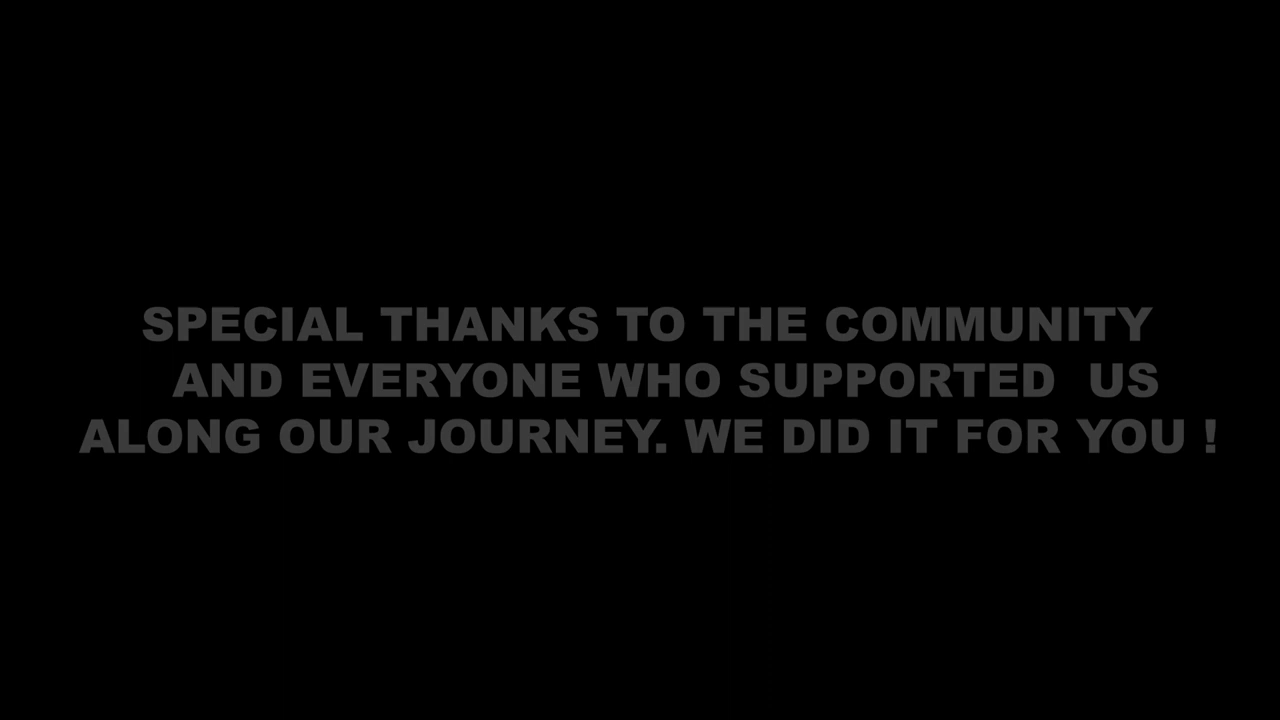 SPECIAL THANKS TO THE COMMUNITY
AND EVERYONE WHO SUPPORTED  US
ALONG OUR JOURNEY. WE DID IT FOR YOU !